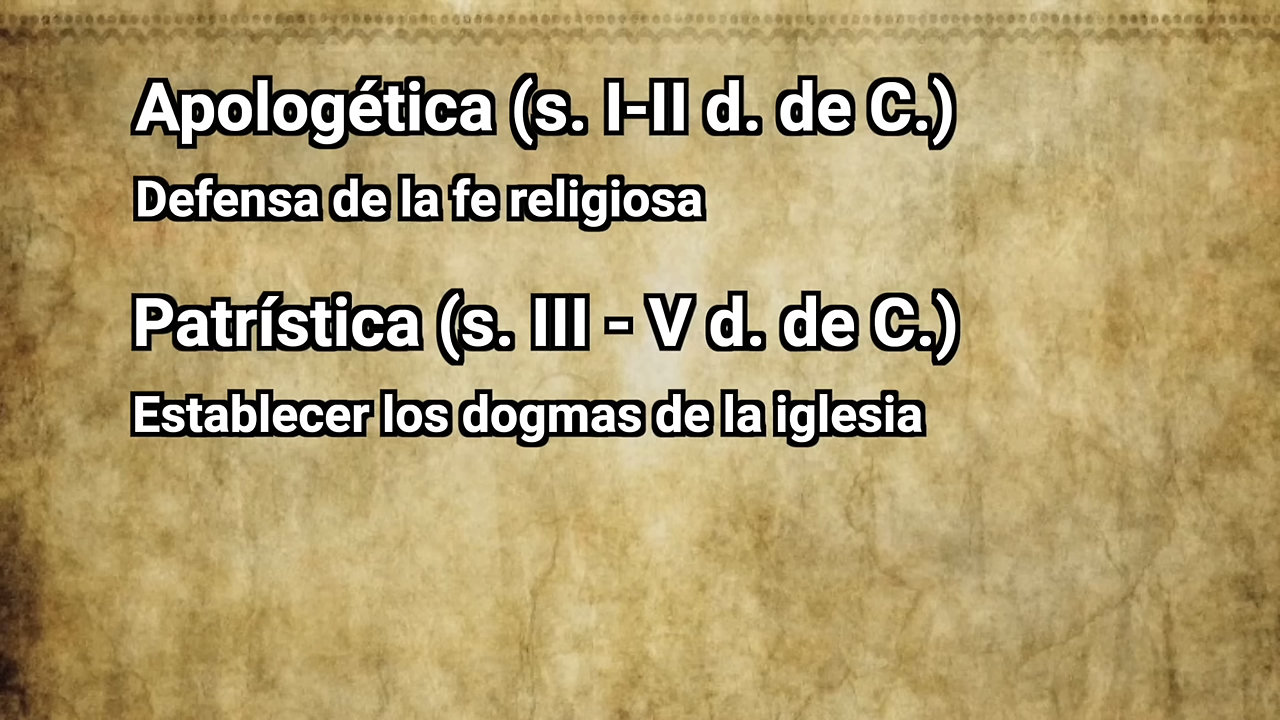 Apologética (s. I-II d. de C.)
Defensa de la fe religiosa
Patrística (s. III - V d. de C.)
Establecer los dogmas de la iglesia